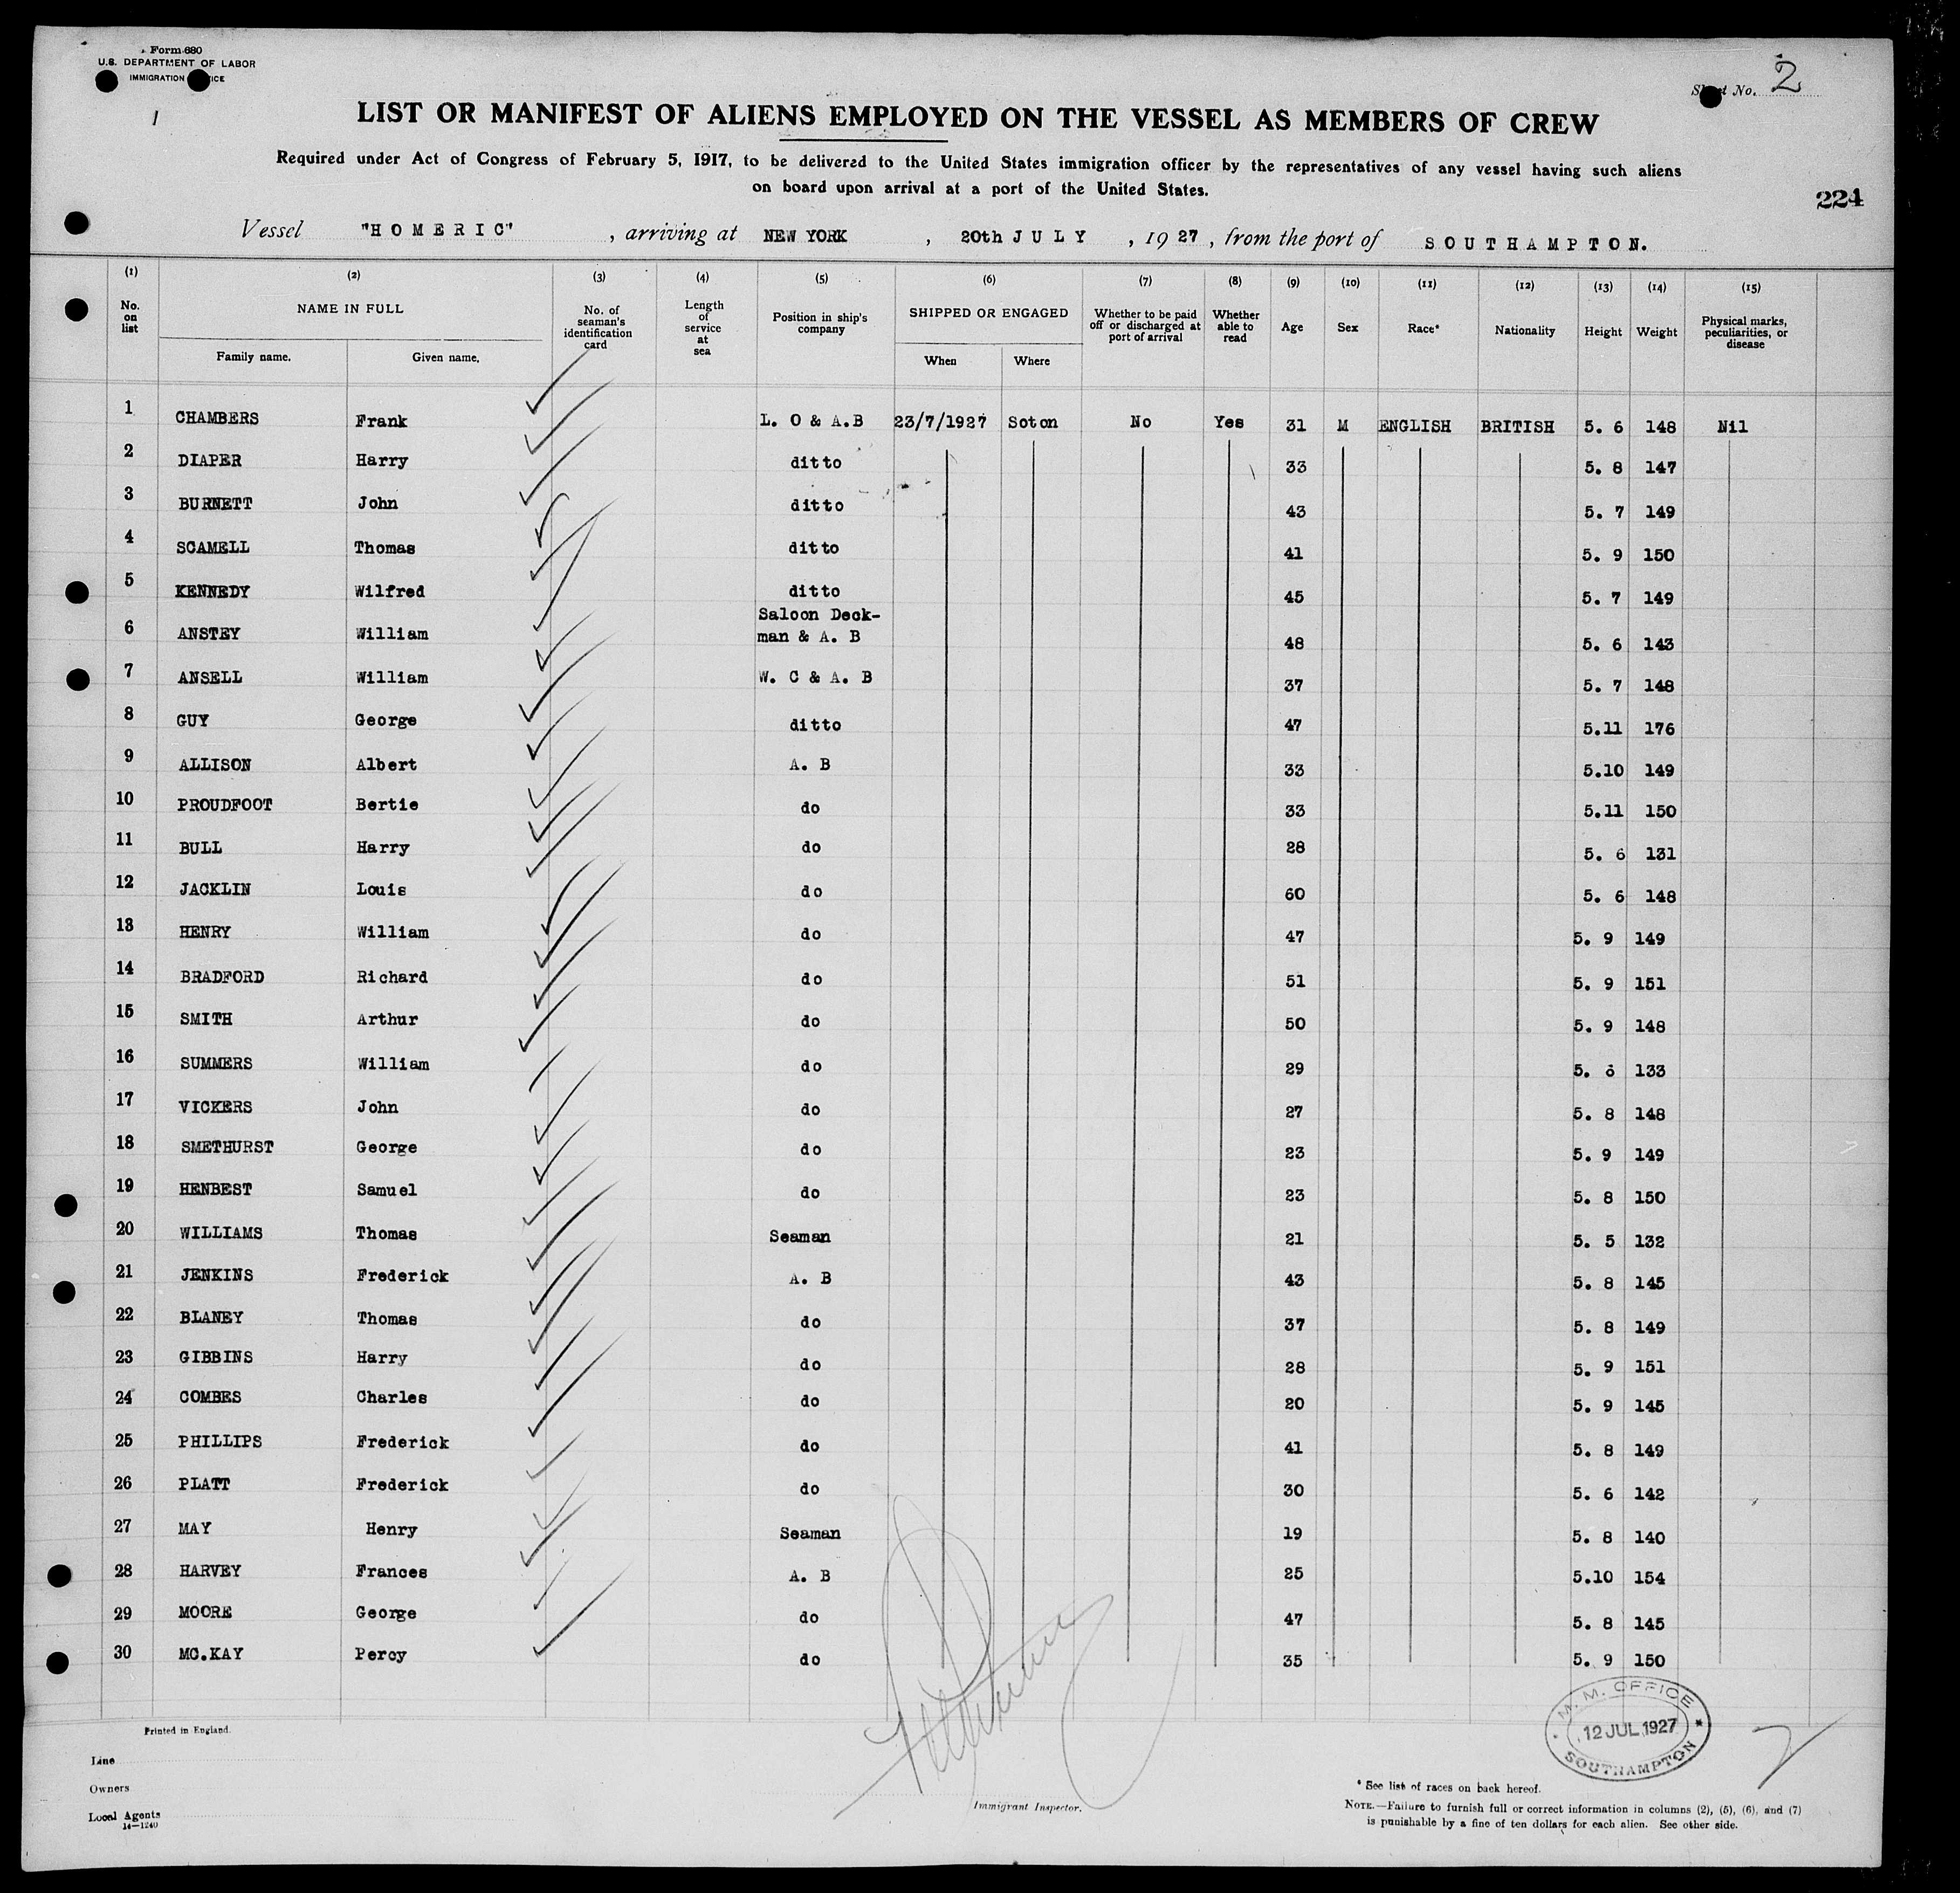 Form 680
U.S. DEPARTMENT OF LABOR
IMMIGRATION
Sheet No. 2
1
LIST OR MANIFEST OF ALIENS EMPLOYED ON THE VESSEL AS MEMBERS OF CREW
Required under Act of Congress of February 5, 1917, to be delivered to the United States immigration officer by the representatives of any vessel having such aliens
on board upon arrival at a port of the United States.
224
Vessel "HOMERIC", arriving at NEW YORK, 20th JULY, 1927, from the port of SOUTHAMPTON.
(1) (2) (3) (4) (5) (6) (7) (8) (9) (10) (11) (12) (13) (14) (15)
No. on list NAME IN FULL Family name. Given name. No. of seaman's identification card Length of service at sea Position in ship's company SHIPPED OR ENGAGED When Where Whether to be paid off or discharged at port of arrival Whether able to read Age Sex Race* Nationality Height Weight Physical marks, peculiarities, or disease
1 CHAMBERS Frank L. O & A.B 23/7/1927 Soton No Yes 31 M ENGLISH BRITISH 5. 6 148 Nil
2 DIAPER Harry ditto 33 5. 8 147
3 BURNETT John ditto 43 5. 7 149
4 SCAMELL Thomas ditto 41 5. 9 150
5 KENNEDY Wilfred ditto 45 5. 7 149
6 ANSTEY William Saloon Deck-man & A. B 48 5. 6 143
7 ANSELL William W. C & A. B 37 5. 7 148
8 GUY George ditto 47 5.11 176
9 ALLISON Albert A. B 33 5.10 149
10 PROUDFOOT Bertie do 33 5.11 150
11 BULL Harry do 28 5. 6 131
12 JACKLIN Louis do 60 5. 6 148
13 HENRY William do 47 5. 9 149
14 BRADFORD Richard do 51 5. 9 151
15 SMITH Arthur do 50 5. 9 148
16 SUMMERS William do 29 5. 133
17 VICKERS John do 27 5. 8 148
18 SMETHURST George do 23 5. 9 149
19 HENBEST Samuel do 23 5. 8 150
20 WILLIAMS Thomas Seaman 21 5. 5 132
21 JENKINS Frederick A. B 43 5. 8 145
22 BLANEY Thomas do 37 5. 8 149
23 GIBBINS Harry do 28 5. 9 151
24 COMBES Charles do 20 5. 9 145
25 PHILLIPS Frederick do 41 5. 8 149
26 PLATT Frederick do 30 5. 6 142
27 MAY Henry Seaman 19 5. 8 140
28 HARVEY Frances A. B 25 5.10 154
29 MOORE George do 47 5. 8 145
30 MC.KAY Percy do 35 5. 9 150
M. M. OFFICE
12 JUL 1927
SOUTHAMPTON
Printed in England.
Line
Owners
Local Agents
14—1240
Immigrant Inspector.
* See list of races on back hereof.
NOTE.—Failure to furnish full or correct information in columns (2), (5), (6), and (7)
is punishable by a fine of ten dollars for each alien. See other side.